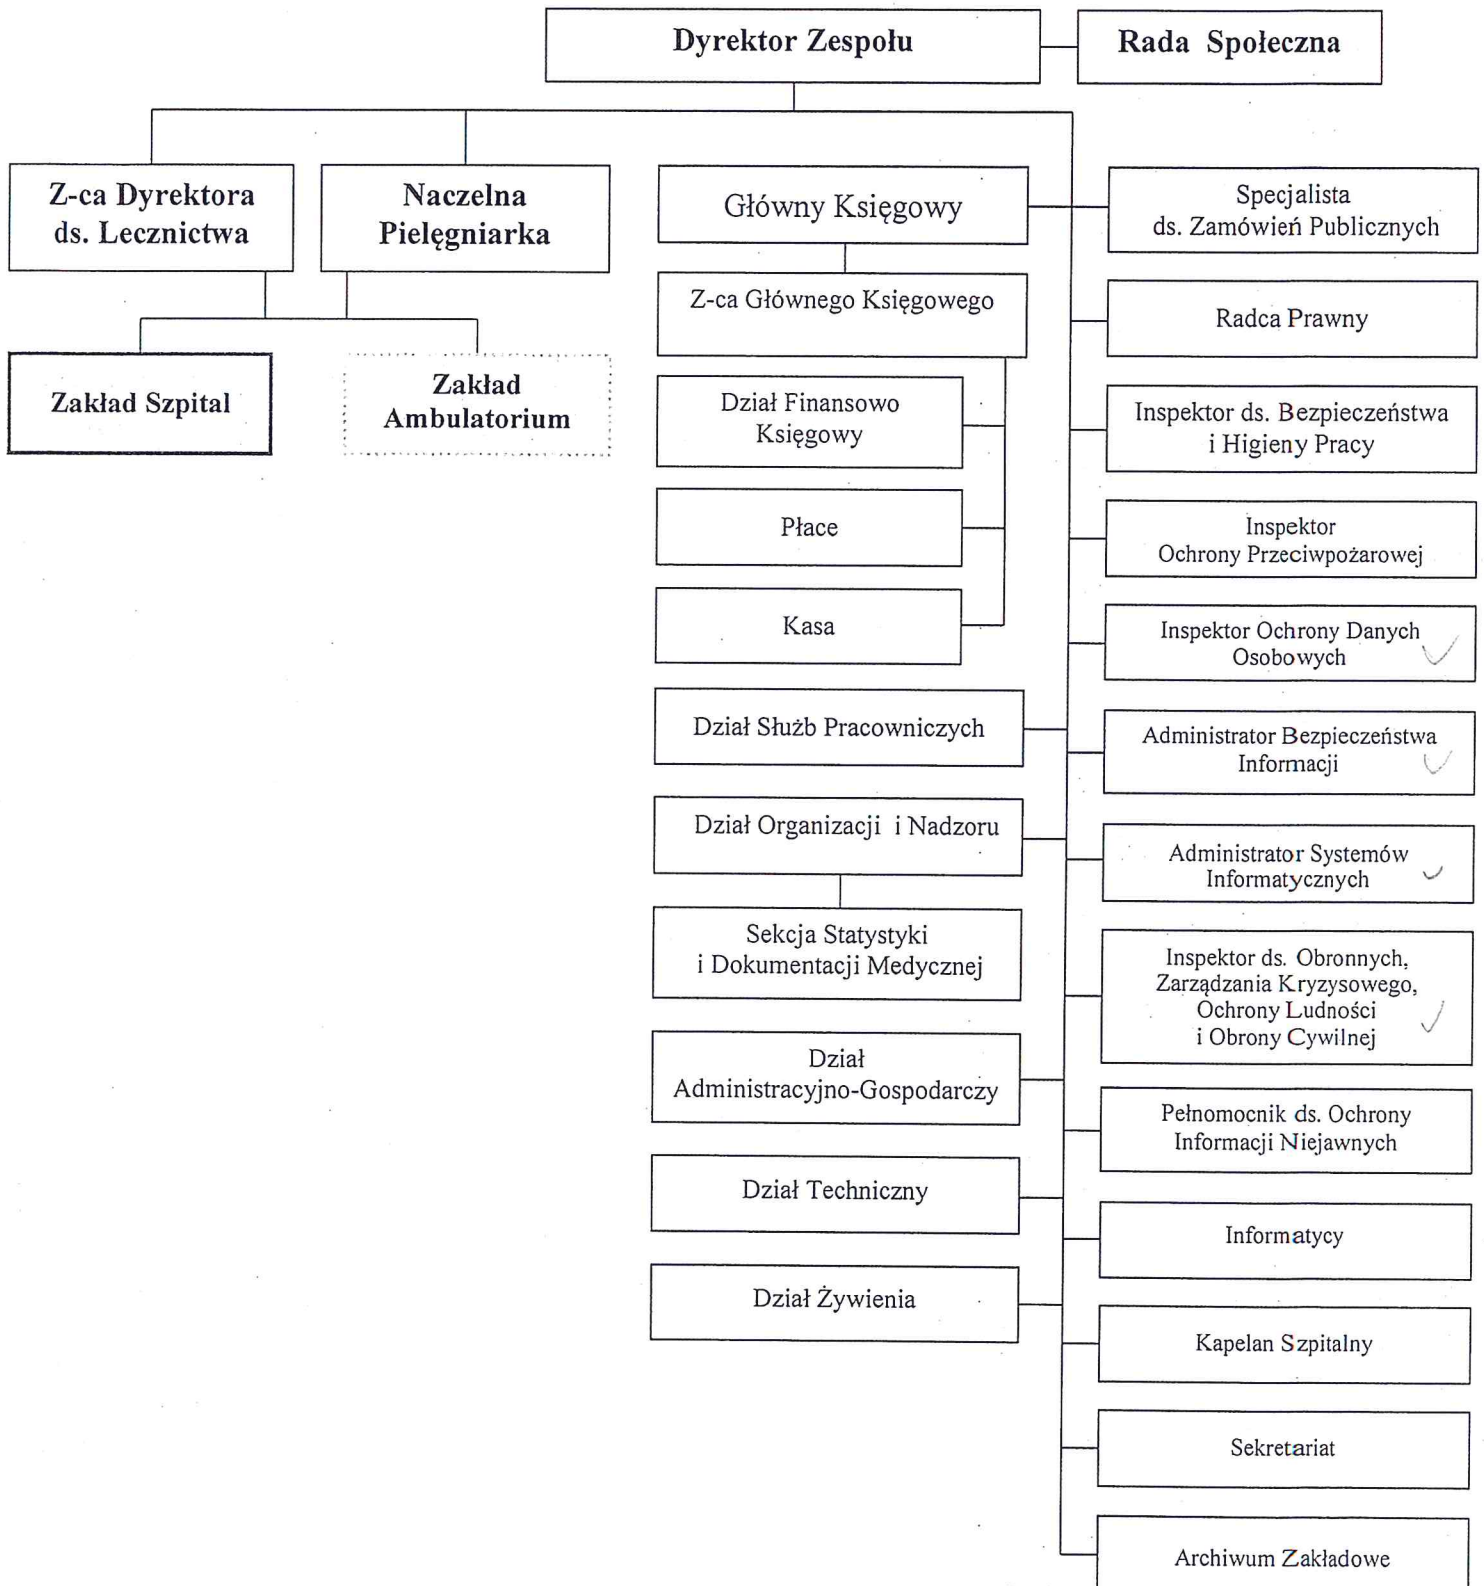 Dyrektor Zespołu
Rada Społeczna
Z-ca Dyrektora
ds. Lecznictwa
Naczelna
Pielęgniarka
Zakład Szpital
Zakład
Ambulatorium
Główny Księgowy
Z-ca Głównego Księgowego
Dział Finansowo
Księgowy
Płace
Kasa
Dział Służb Pracowniczych
Dział Organizacji i Nadzoru
Sekcja Statystyki
i Dokumentacji Medycznej
Dział
Administracyjno-Gospodarczy
Dział Techniczny
Dział Żywienia
Specjalista
ds. Zamówień Publicznych
Radca Prawny
Inspektor ds. Bezpieczeństwa
i Higieny Pracy
Inspektor
Ochrony Przeciwpożarowej
Inspektor Ochrony Danych
Osobowych
Administrator Bezpieczeństwa
Informacji
Administrator Systemów
Informatycznych
Inspektor ds. Obronnych,
Zarządzania Kryzysowego,
Ochrony Ludności
i Obrony Cywilnej
Pełnomocnik ds. Ochrony
Informacji Niejawnych
Informatycy
Kapelan Szpitalny
Sekretariat
Archiwum Zakładowe